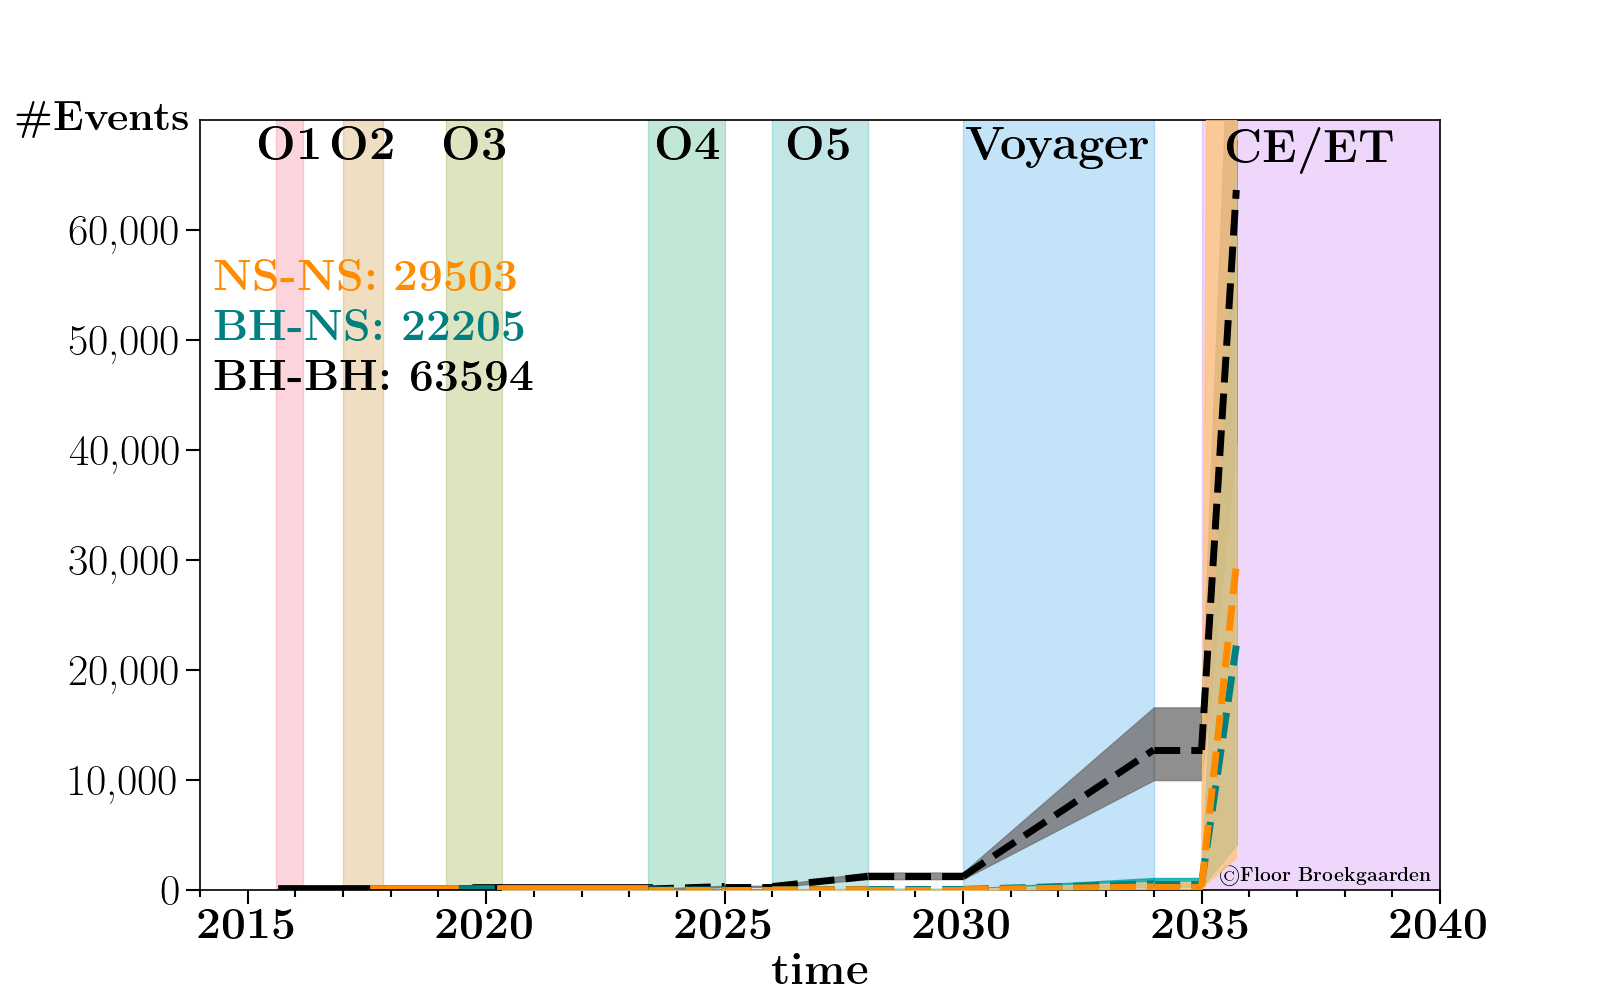 #Events
O1 O2 O3 O4 O5 Voyager CE/ET
60,000
NS-NS: 29503
BH-NS: 22205
50,000
BH-BH: 63594
40,000
30,000
20,000
10,000
©Floor Broekgaarden
0
2015 2020 2025 2030 2035 2040
time